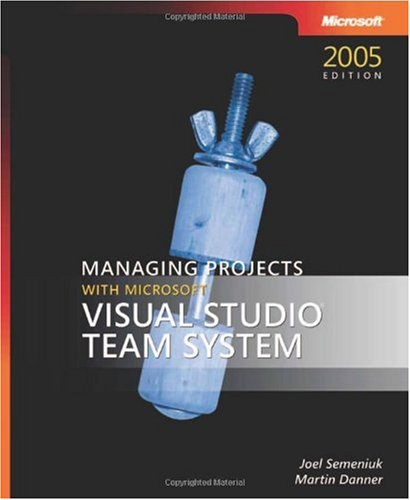 Copyrighted Material
Microsoft
2005
EDITION
MANAGING PROJECTS
WITH MICROSOFT
VISUAL STUDIO®
TEAM SYSTEM
Joel Semeniuk
Martin Danner
Copyrighted Material